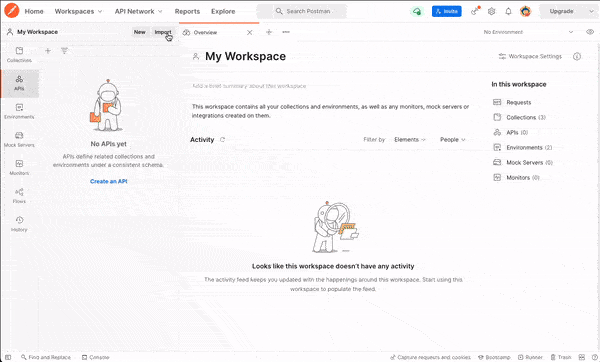 Home Workspaces API Network Reports Explore Search Postman Invite Upgrade
My Workspace New Import Overview No Environment
Collections
APIs
Environments
Mock Servers
Monitors
Flows
History
No APIs yet
APIs define related collections and
environments under a consistent schema.
Create an API
My Workspace Workspace Settings
Add a brief summary about this workspace
This workspace contains all your collections and environments, as well as any monitors, mock servers or
integrations created on them.
Activity Filter by Elements People
Looks like this workspace doesn't have any activity
The activity feed keeps you updated with the happenings around this workspace. Start using this
workspace to populate the feed.
In this workspace
Requests
Collections (3)
APIs (0)
Environments (2)
Mock Servers (6)
Monitors (0)
Find and Replace Console Capture requests and cookies Bootcamp Runner Trash